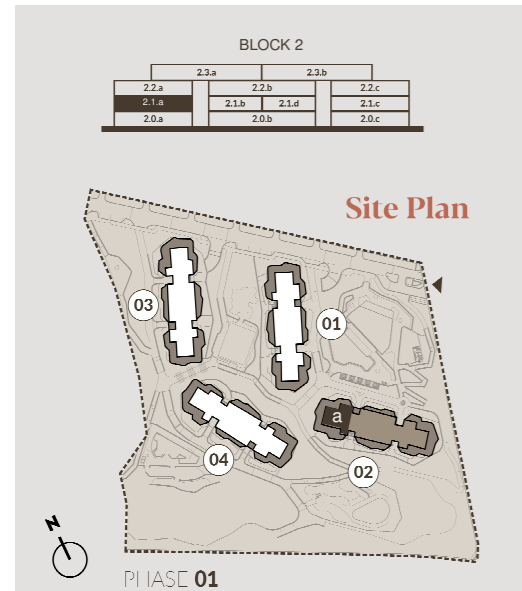 BLOCK 2
2.3.a 2.3.b
2.2.a 2.2.b 2.2.c
2.1.a 2.1.b 2.1.d 2.1.c
2.0.a 2.0.b 2.0.c
Site Plan
03
01
a
04
02
N
PHASE 01